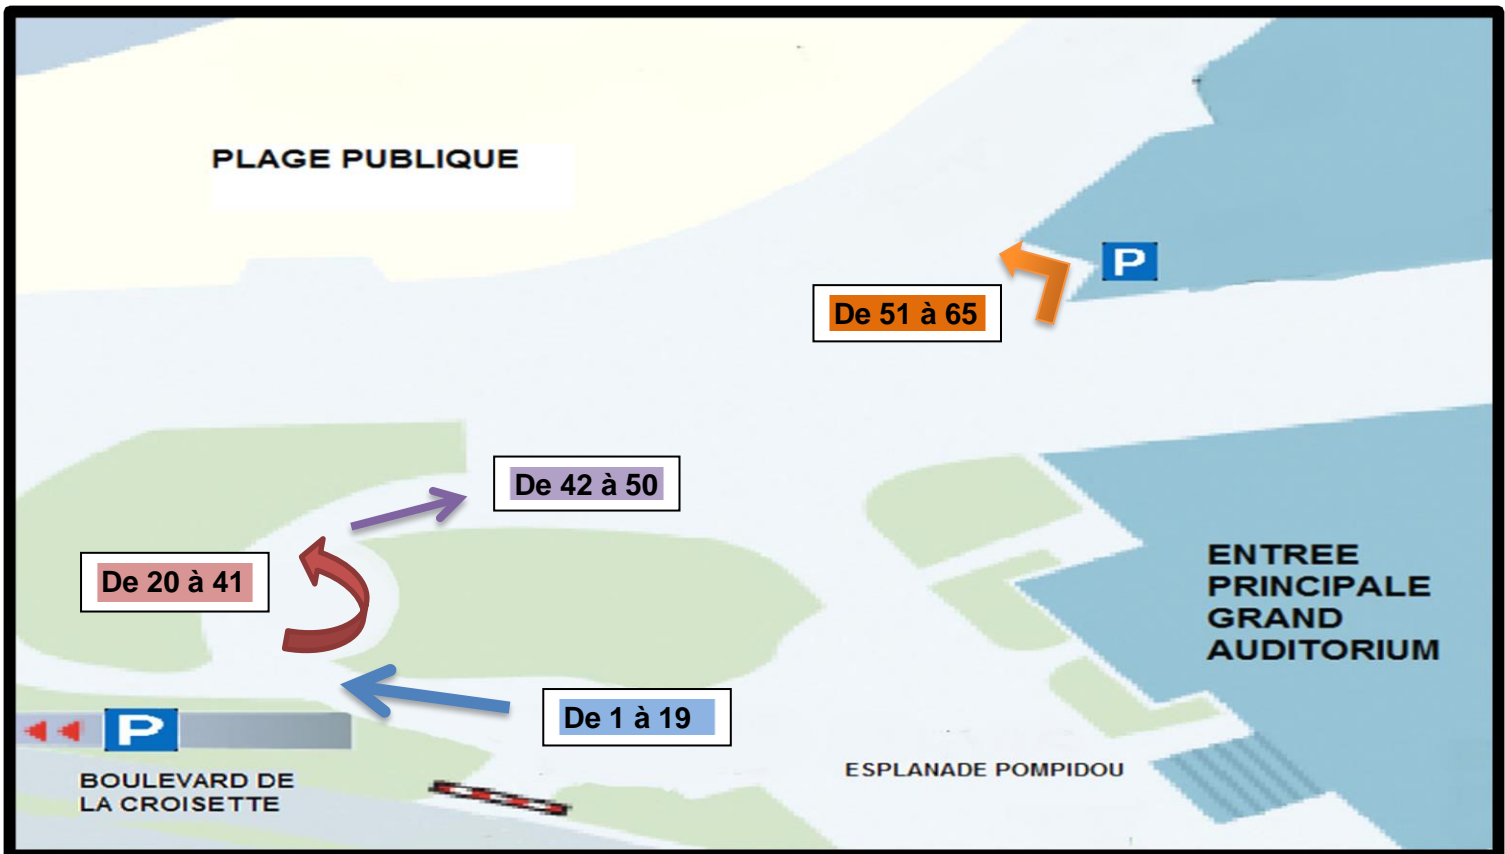 PLAGE PUBLIQUE
P
De 51 à 65
De 42 à 50
De 20 à 41
ENTREE
PRINCIPALE
GRAND
AUDITORIUM
De 1 à 19
P
ESPLANADE POMPIDOU
BOULEVARD DE
LA CROISETTE